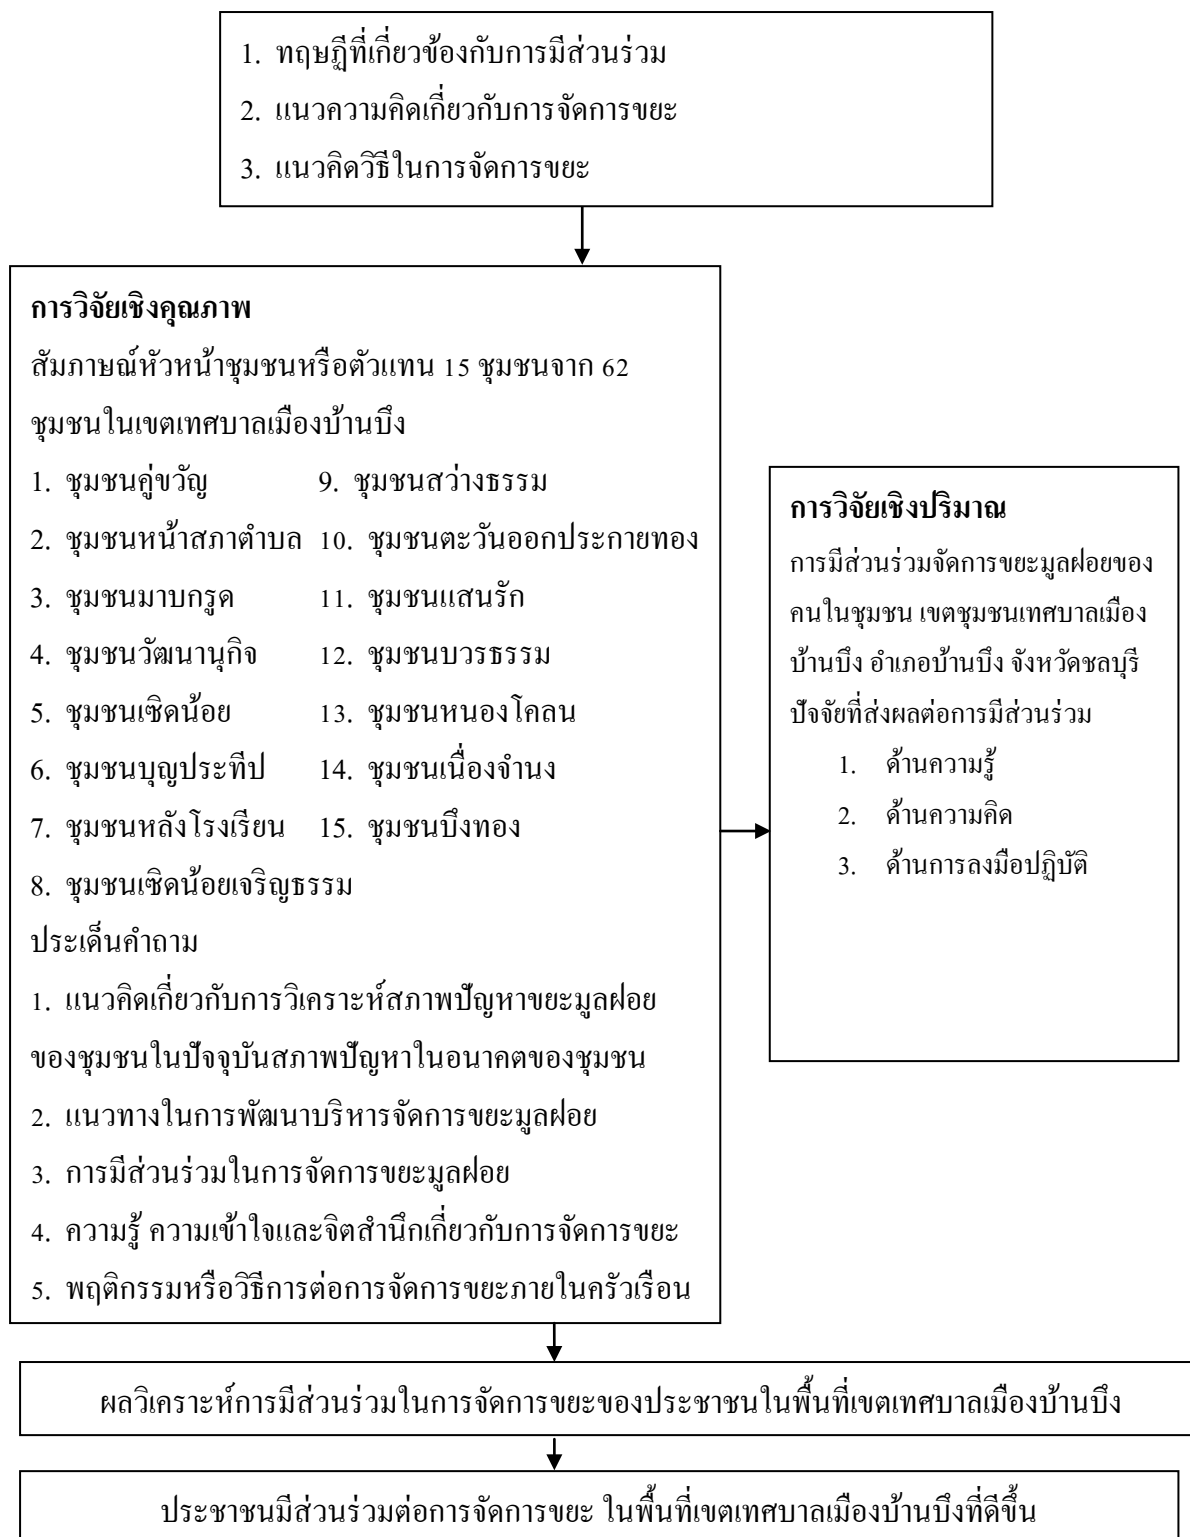 1. ทฤษฎีที่เกี่ยวข้องกับการมีส่วนร่วม
2. แนวความคิดเกี่ยวกับการจัดการขยะ
3. แนวคิดวิธีในการจัดการขยะ
การวิจัยเชิงคุณภาพ
สัมภาษณ์หัวหน้าชุมชนหรือตัวแทน 15 ชุมชนจาก 62
ชุมชนในเขตเทศบาลเมืองบ้านบึง
1. ชุมชนคู่ขวัญ
2. ชุมชนหน้าสภาตำบล
3. ชุมชนมาบกรูด
4. ชุมชนวัฒนานุกิจ
5. ชุมชนเชิดน้อย
6. ชุมชนบุญประทีป
7. ชุมชนหลังโรงเรียน
8. ชุมชนเชิดน้อยเจริญธรรม
9. ชุมชนสว่างธรรม
10. ชุมชนตะวันออกประกายทอง
11. ชุมชนแสนรัก
12. ชุมชนบวรธรรม
13. ชุมชนหนองโคลน
14. ชุมชนเนื่องจำนง
15. ชุมชนบึงทอง
ประเด็นคำถาม
1. แนวคิดเกี่ยวกับการวิเคราะห์สภาพปัญหาขยะมูลฝอย
ของชุมชนในปัจจุบันสภาพปัญหาในอนาคตของชุมชน
2. แนวทางในการพัฒนาบริหารจัดการขยะมูลฝอย
3. การมีส่วนร่วมในการจัดการขยะมูลฝอย
4. ความรู้ ความเข้าใจและจิตสำนึกเกี่ยวกับการจัดการขยะ
5. พฤติกรรมหรือวิธีการต่อการจัดการขยะภายในครัวเรือน
การวิจัยเชิงปริมาณ
การมีส่วนร่วมจัดการขยะมูลฝอยของ
คนในชุมชน เขตชุมชนเทศบาลเมือง
บ้านบึง อำเภอบ้านบึง จังหวัดชลบุรี
ปัจจัยที่ส่งผลต่อการมีส่วนร่วม
1. ด้านความรู้
2. ด้านความคิด
3. ด้านการลงมือปฏิบัติ
ผลวิเคราะห์การมีส่วนร่วมในการจัดการขยะของประชาชนในพื้นที่เขตเทศบาลเมืองบ้านบึง
ประชาชนมีส่วนร่วมต่อการจัดการขยะ ในพื้นที่เขตเทศบาลเมืองบ้านบึงที่ดีขึ้น